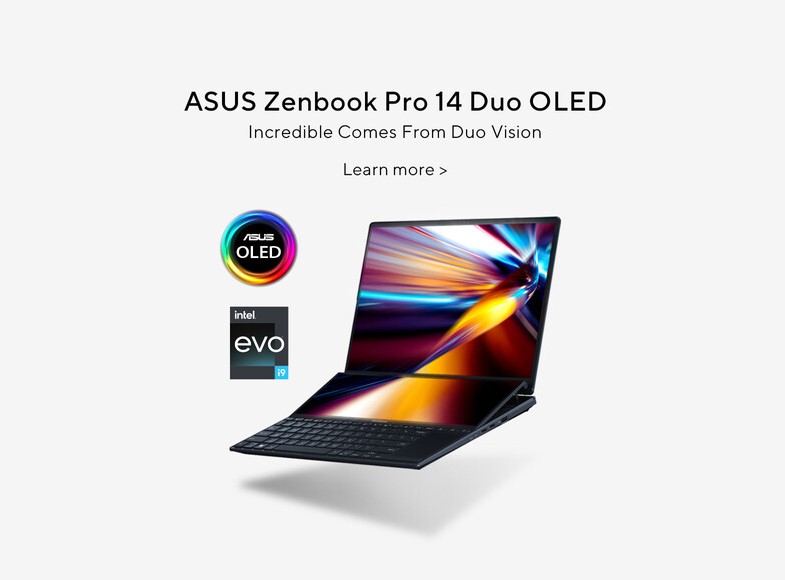 ASUS Zenbook Pro 14 Duo OLED
Incredible Comes From Duo Vision
Learn more >
ASUS
OLED
intel.
evo
i9